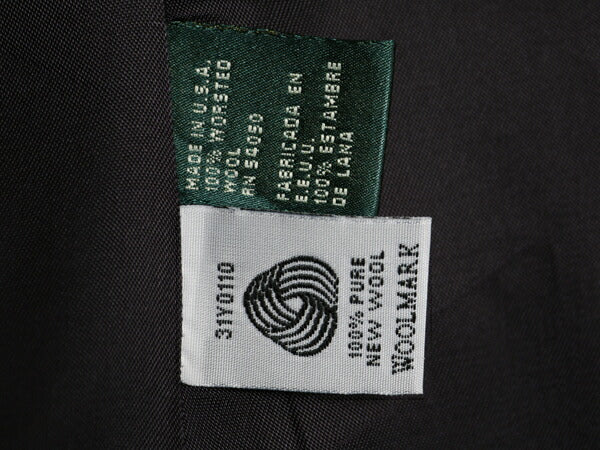 MADE IN U.S.A.
100% WORSTED
WOOL
RN 54050
FABRICADA EN
E.E.U.U.
100% ESTAMBRE
DE LANA
31Y0110
100% PURE
NEW WOOL
WOOLMARK